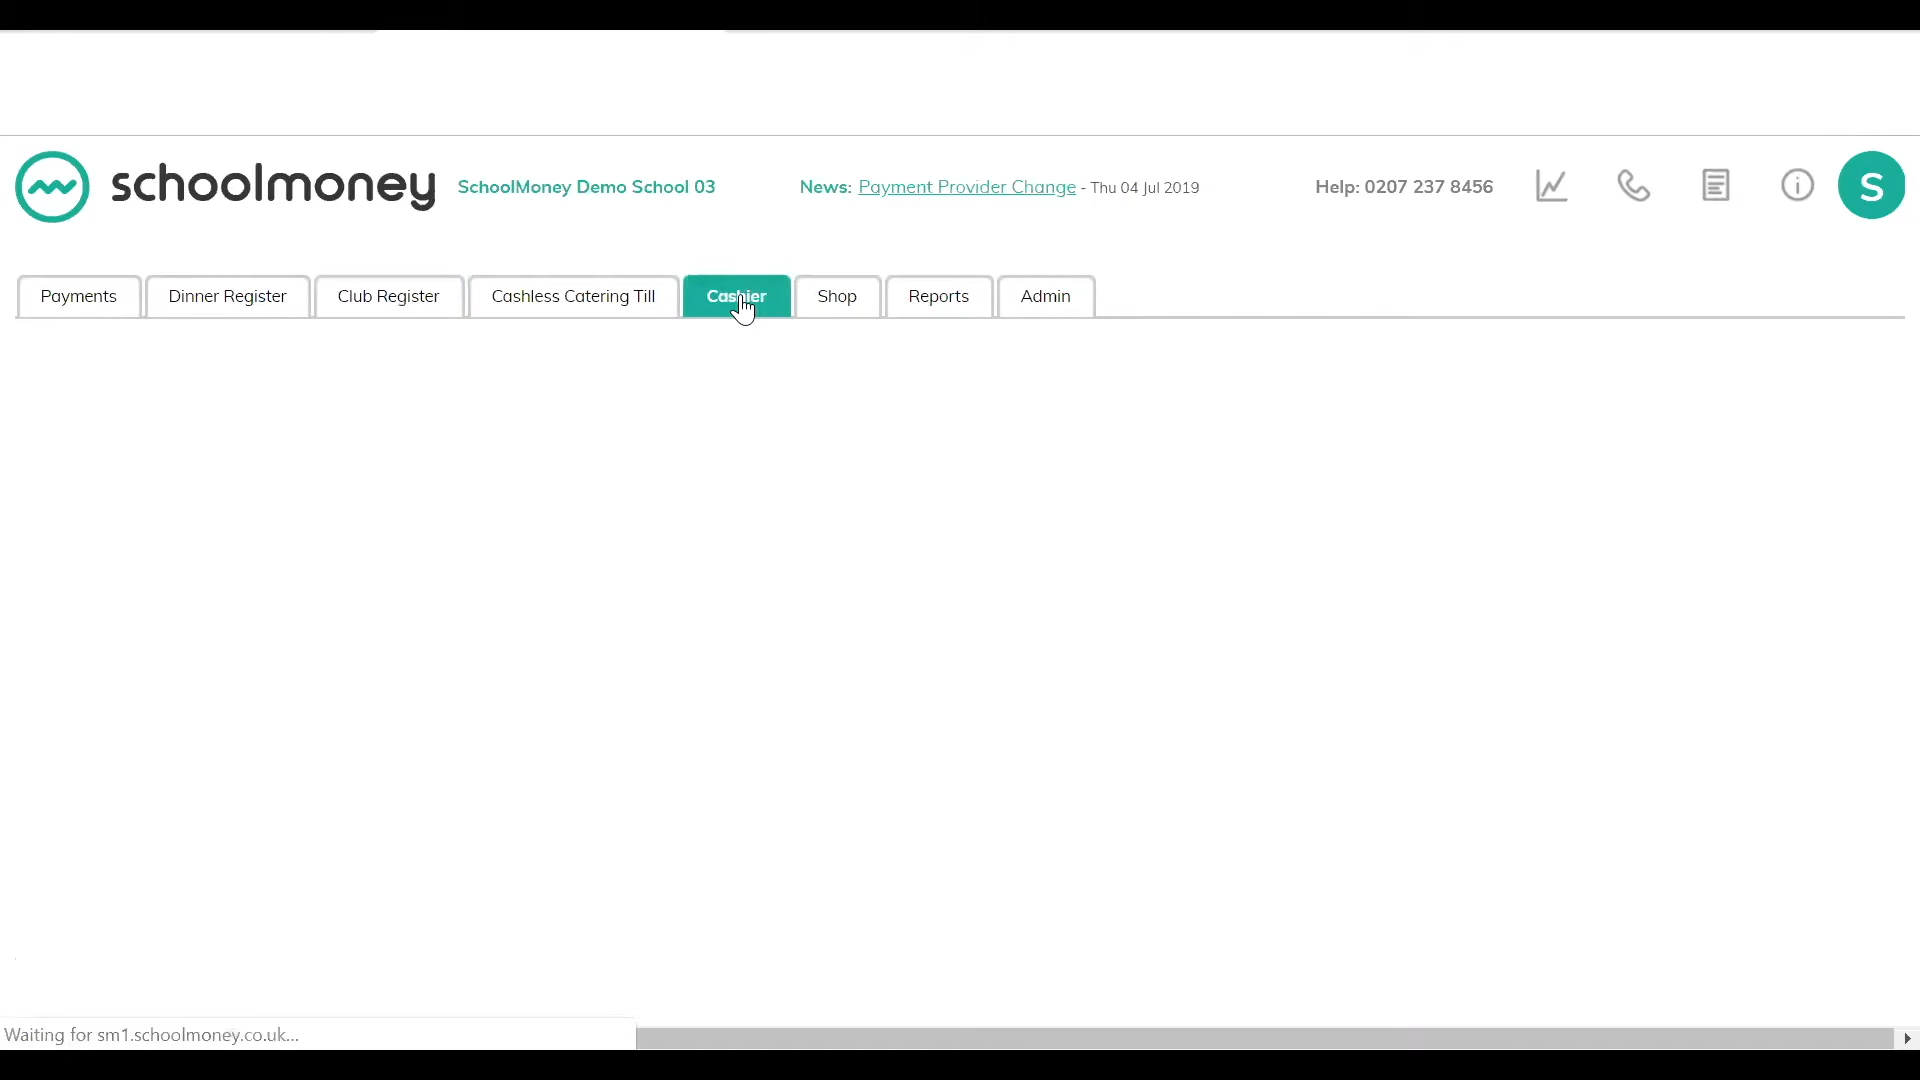 schoolmoney SchoolMoney Demo School 03 News: Payment Provider Change - Thu 04 Jul 2019 Help: 0207 237 8456 S
Payments Dinner Register Club Register Cashless Catering Till Cashier Shop Reports Admin
Waiting for sm1.schoolmoney.co.uk...